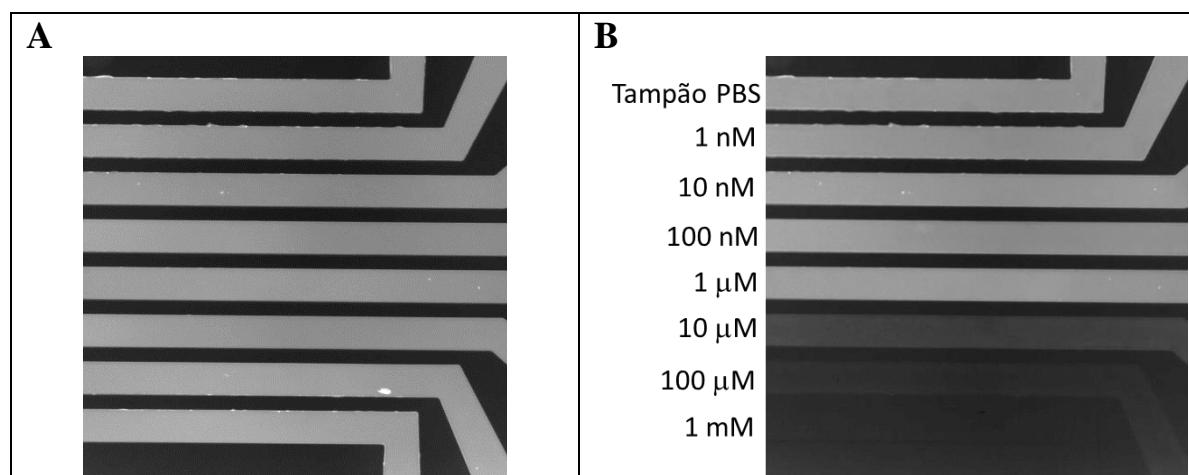 A
B
Tampão PBS
1 nM
10 nM
100 nM
1 μM
10 μM
100 μM
1 mM